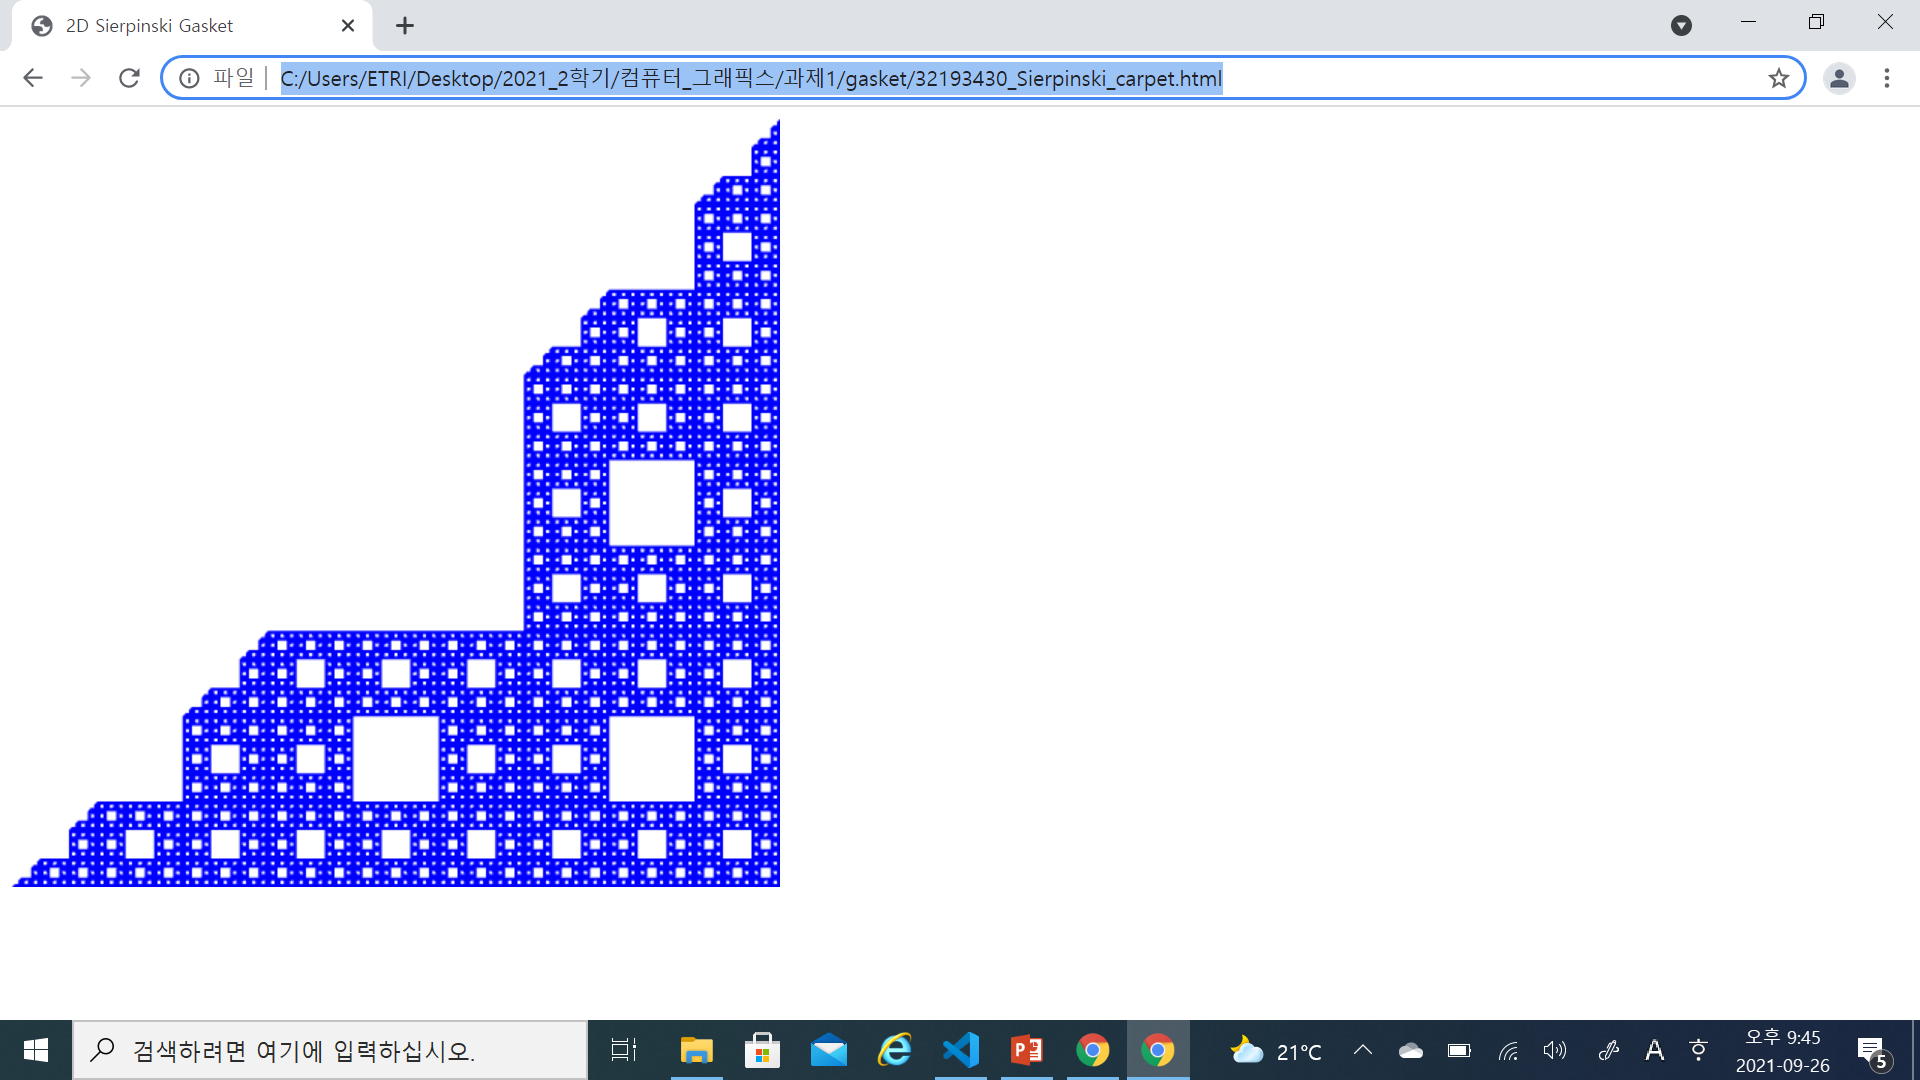 2D Sierpinski Gasket
파일 | C:/Users/ETRI/Desktop/2021_2학기/컴퓨터_그래픽스/과제1/gasket/32193430_Sierpinski_carpet.html
검색하려면 여기에 입력하십시오.
21°C
A
오후 9:45
2021-09-26
5